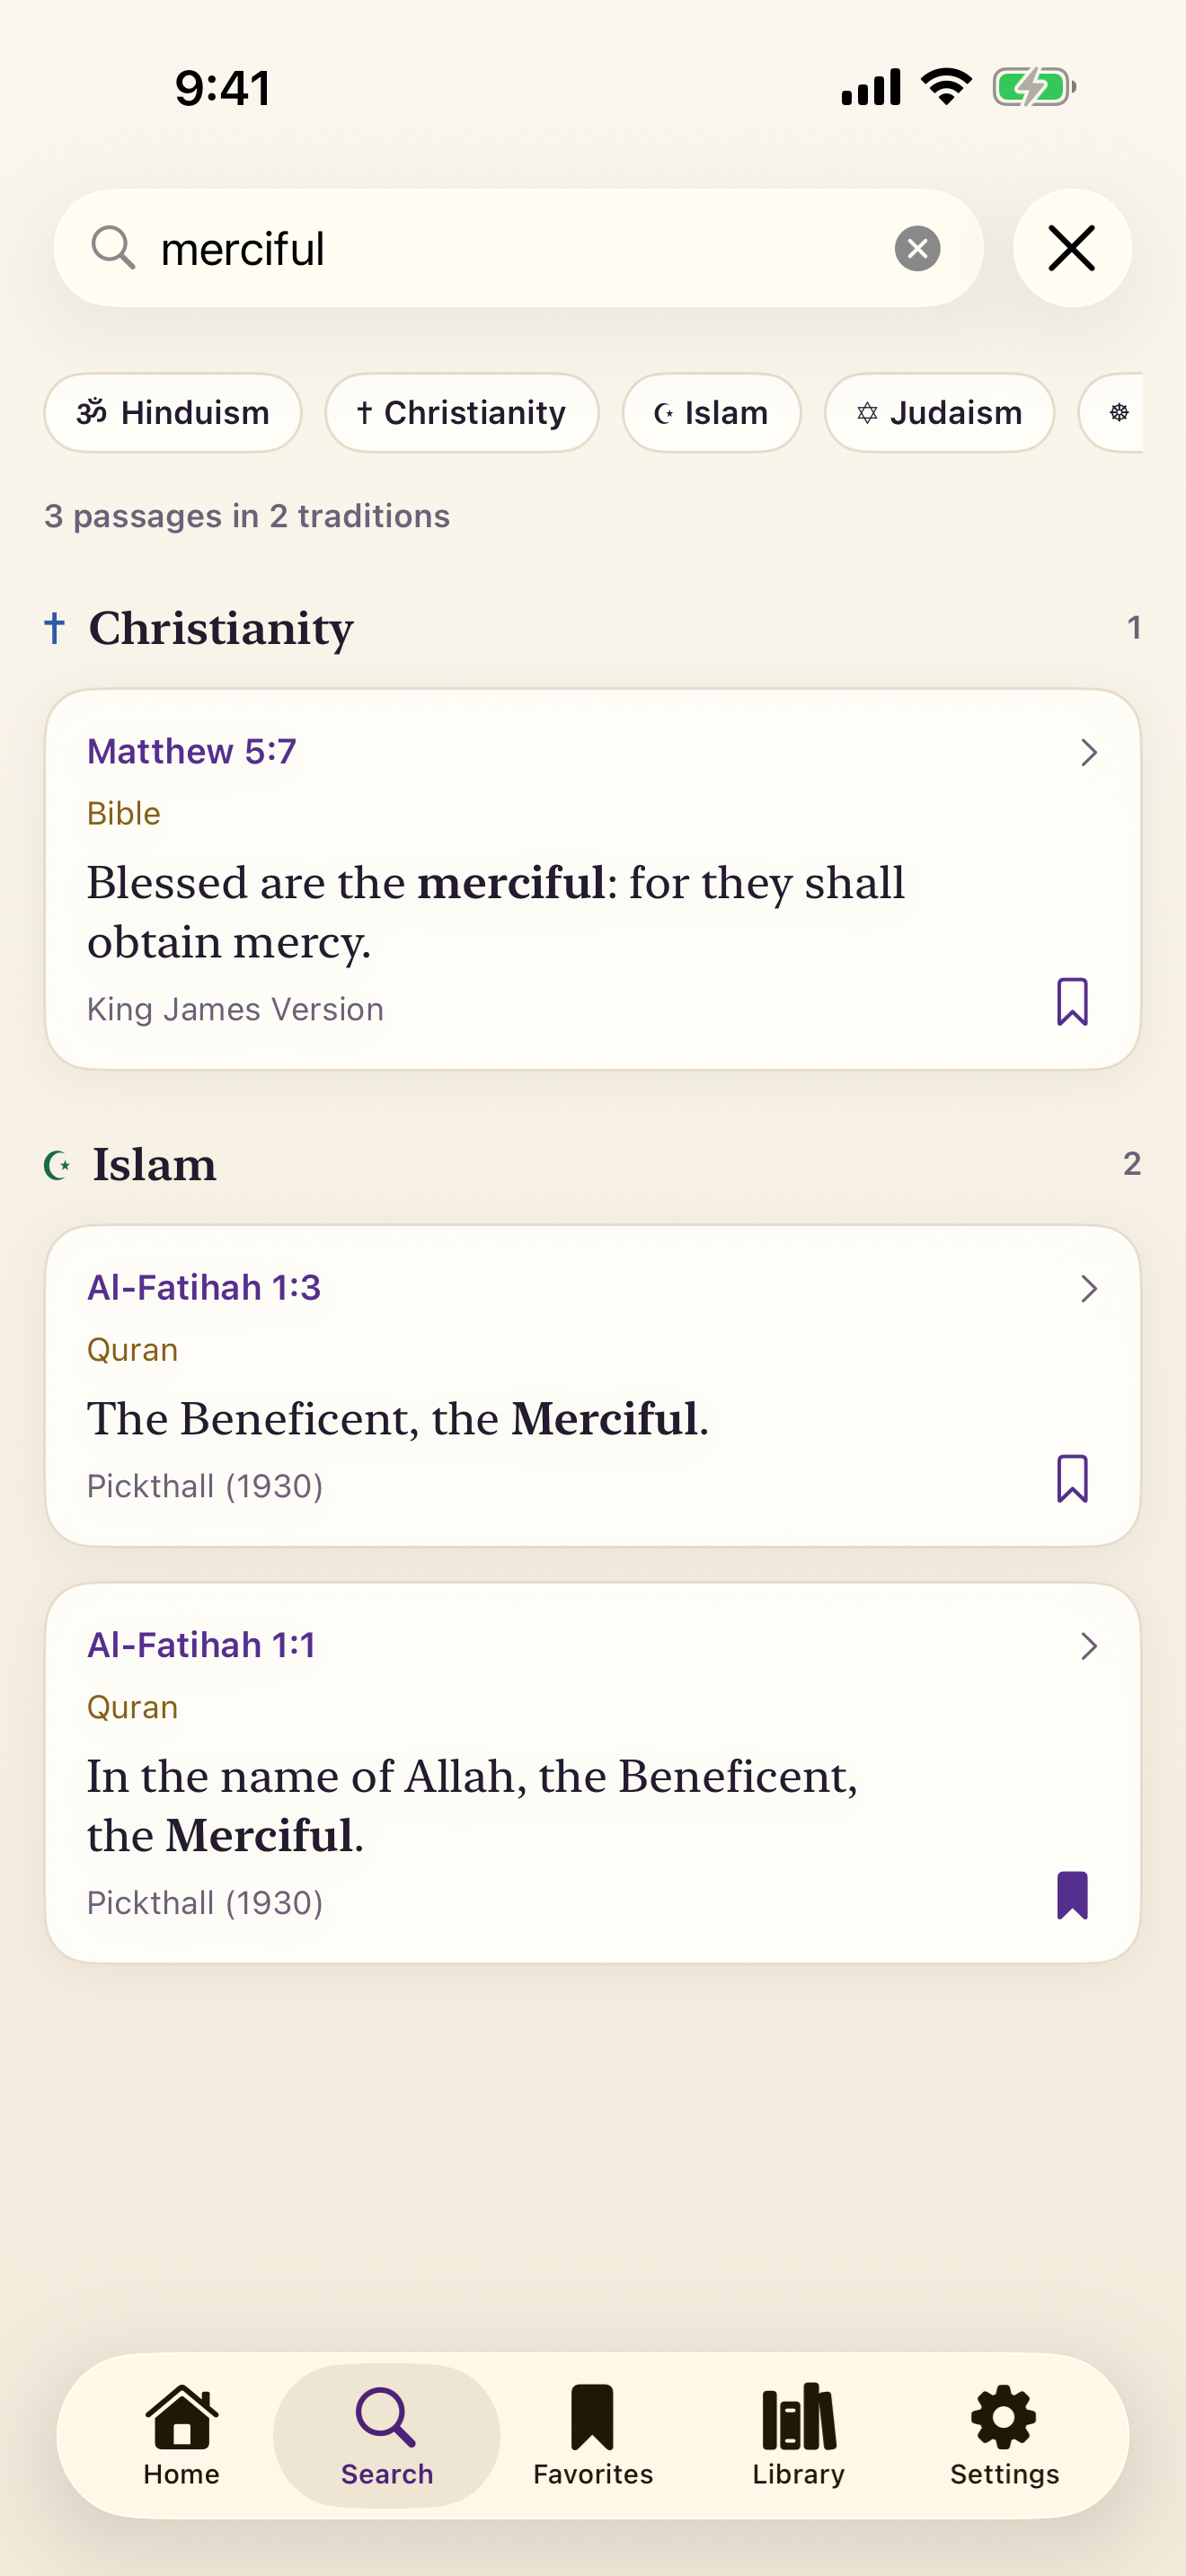 9:41
merciful
ॐ Hinduism
✝ Christianity
☪ Islam
✡ Judaism
☸
3 passages in 2 traditions
✝ Christianity 1
Matthew 5:7
Bible
Blessed are the merciful: for they shall
obtain mercy.
King James Version
☪ Islam 2
Al-Fatihah 1:3
Quran
The Beneficent, the Merciful.
Pickthall (1930)
Al-Fatihah 1:1
Quran
In the name of Allah, the Beneficent,
the Merciful.
Pickthall (1930)
Home
Search
Favorites
Library
Settings